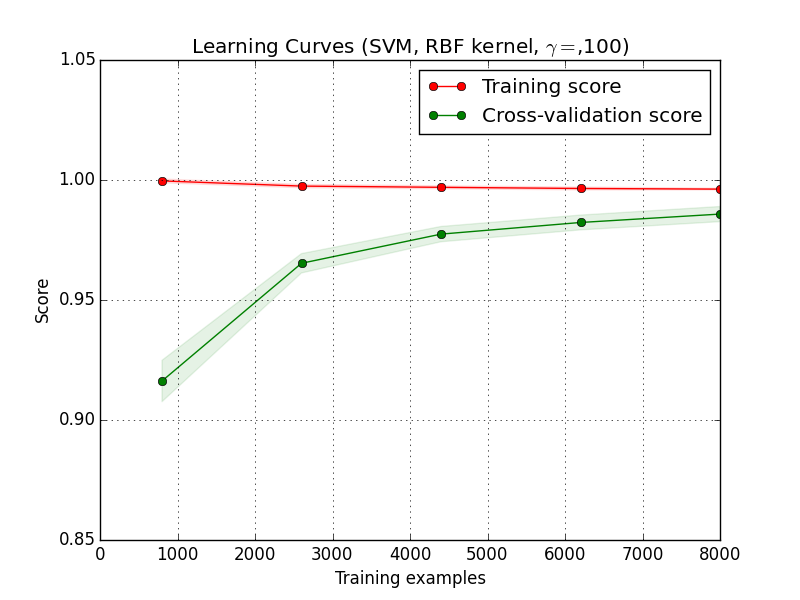 Learning Curves (SVM, RBF kernel, γ=,100)
1.05
Training score
Cross-validation score
1.00
0.95
Score
0.90
0.85
0 1000 2000 3000 4000 5000 6000 7000 8000
Training examples